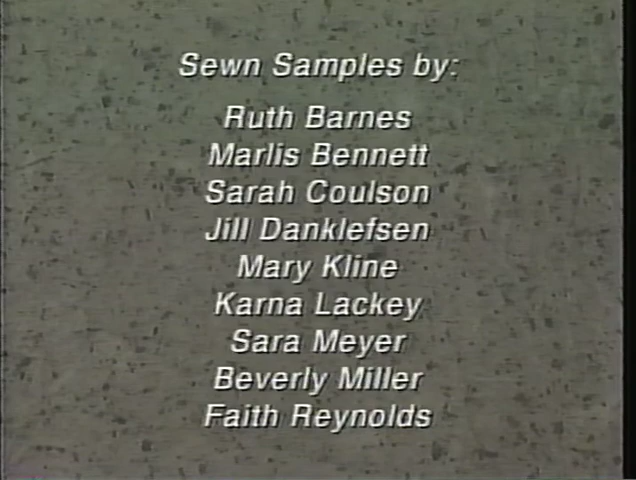 Sewn Samples by:
Ruth Barnes
Marlis Bennett
Sarah Coulson
Jill Danklefsen
Mary Kline
Karna Lackey
Sara Meyer
Beverly Miller
Faith Reynolds